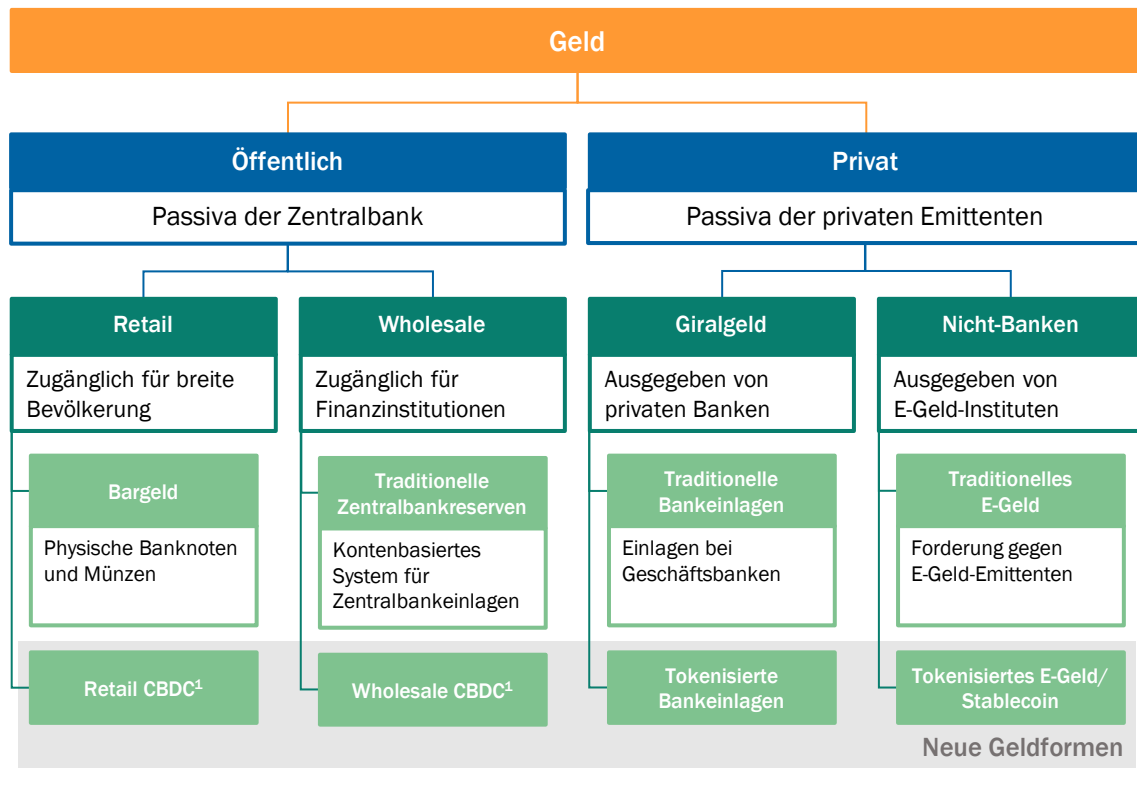 Geld
Öffentlich
Passiva der Zentralbank
Privat
Passiva der privaten Emittenten
Retail
Zugänglich für breite
Bevölkerung
Wholesale
Zugänglich für
Finanzinstitutionen
Giralgeld
Ausgegeben von
privaten Banken
Nicht-Banken
Ausgegeben von
E-Geld-Instituten
Bargeld
Physische Banknoten
und Münzen
Traditionelle
Zentralbankreserven
Kontenbasiertes
System für
Zentralbankeinlagen
Traditionelle
Bankeinlagen
Einlagen bei
Geschäftsbanken
Traditionelles
E-Geld
Forderung gegen
E-Geld-Emittenten
Retail CBDC¹
Wholesale CBDC¹
Tokenisierte
Bankeinlagen
Tokenisiertes E-Geld/
Stablecoin
Neue Geldformen